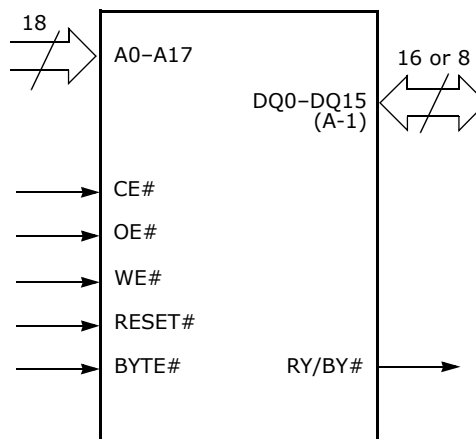 18
A0–A17
16 or 8
DQ0–DQ15
(A-1)
CE#
OE#
WE#
RESET#
BYTE#
RY/BY#